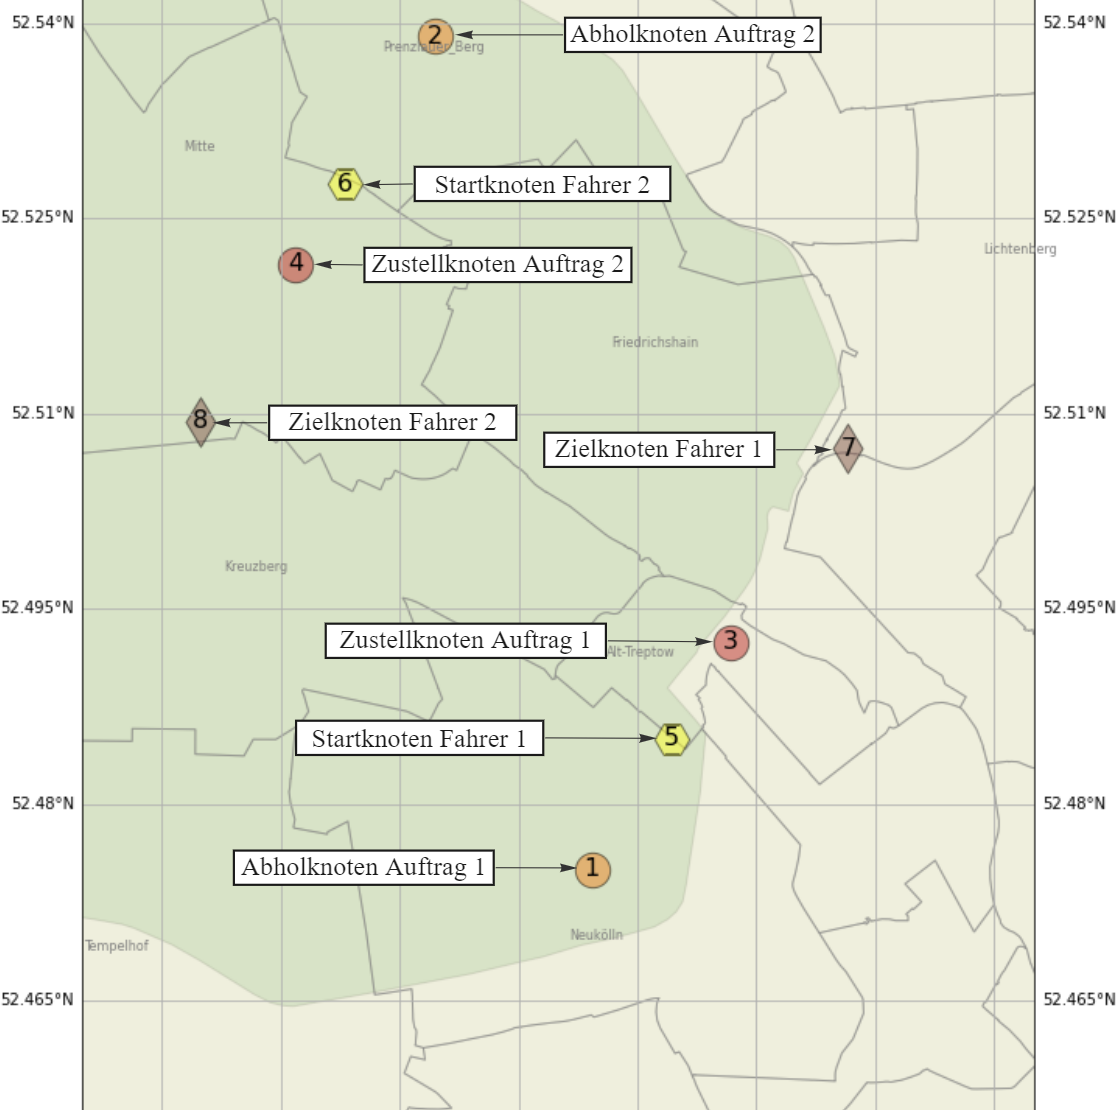 52.54°N
52.54°N
2
Abholknoten Auftrag 2
Prenzlauer_Berg
Mitte
6
Startknoten Fahrer 2
52.525°N
52.525°N
Lichtenberg
4
Zustellknoten Auftrag 2
Friedrichshain
52.51°N
52.51°N
8
Zielknoten Fahrer 2
Zielknoten Fahrer 1
7
Kreuzberg
52.495°N
52.495°N
Zustellknoten Auftrag 1
3
Alt-Treptow
Startknoten Fahrer 1
5
52.48°N
52.48°N
Abholknoten Auftrag 1
1
Neukölln
Tempelhof
52.465°N
52.465°N